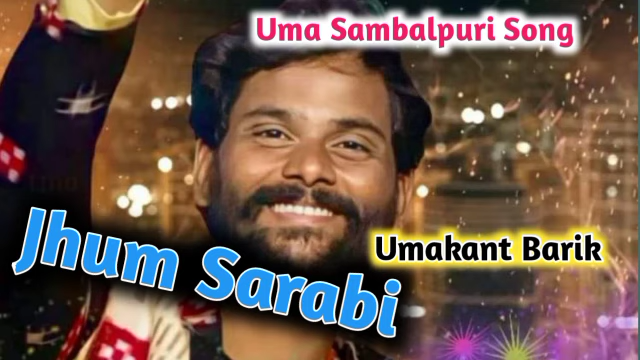 Uma Sambalpuri Song
Umakant Barik
Jhum Sarabi